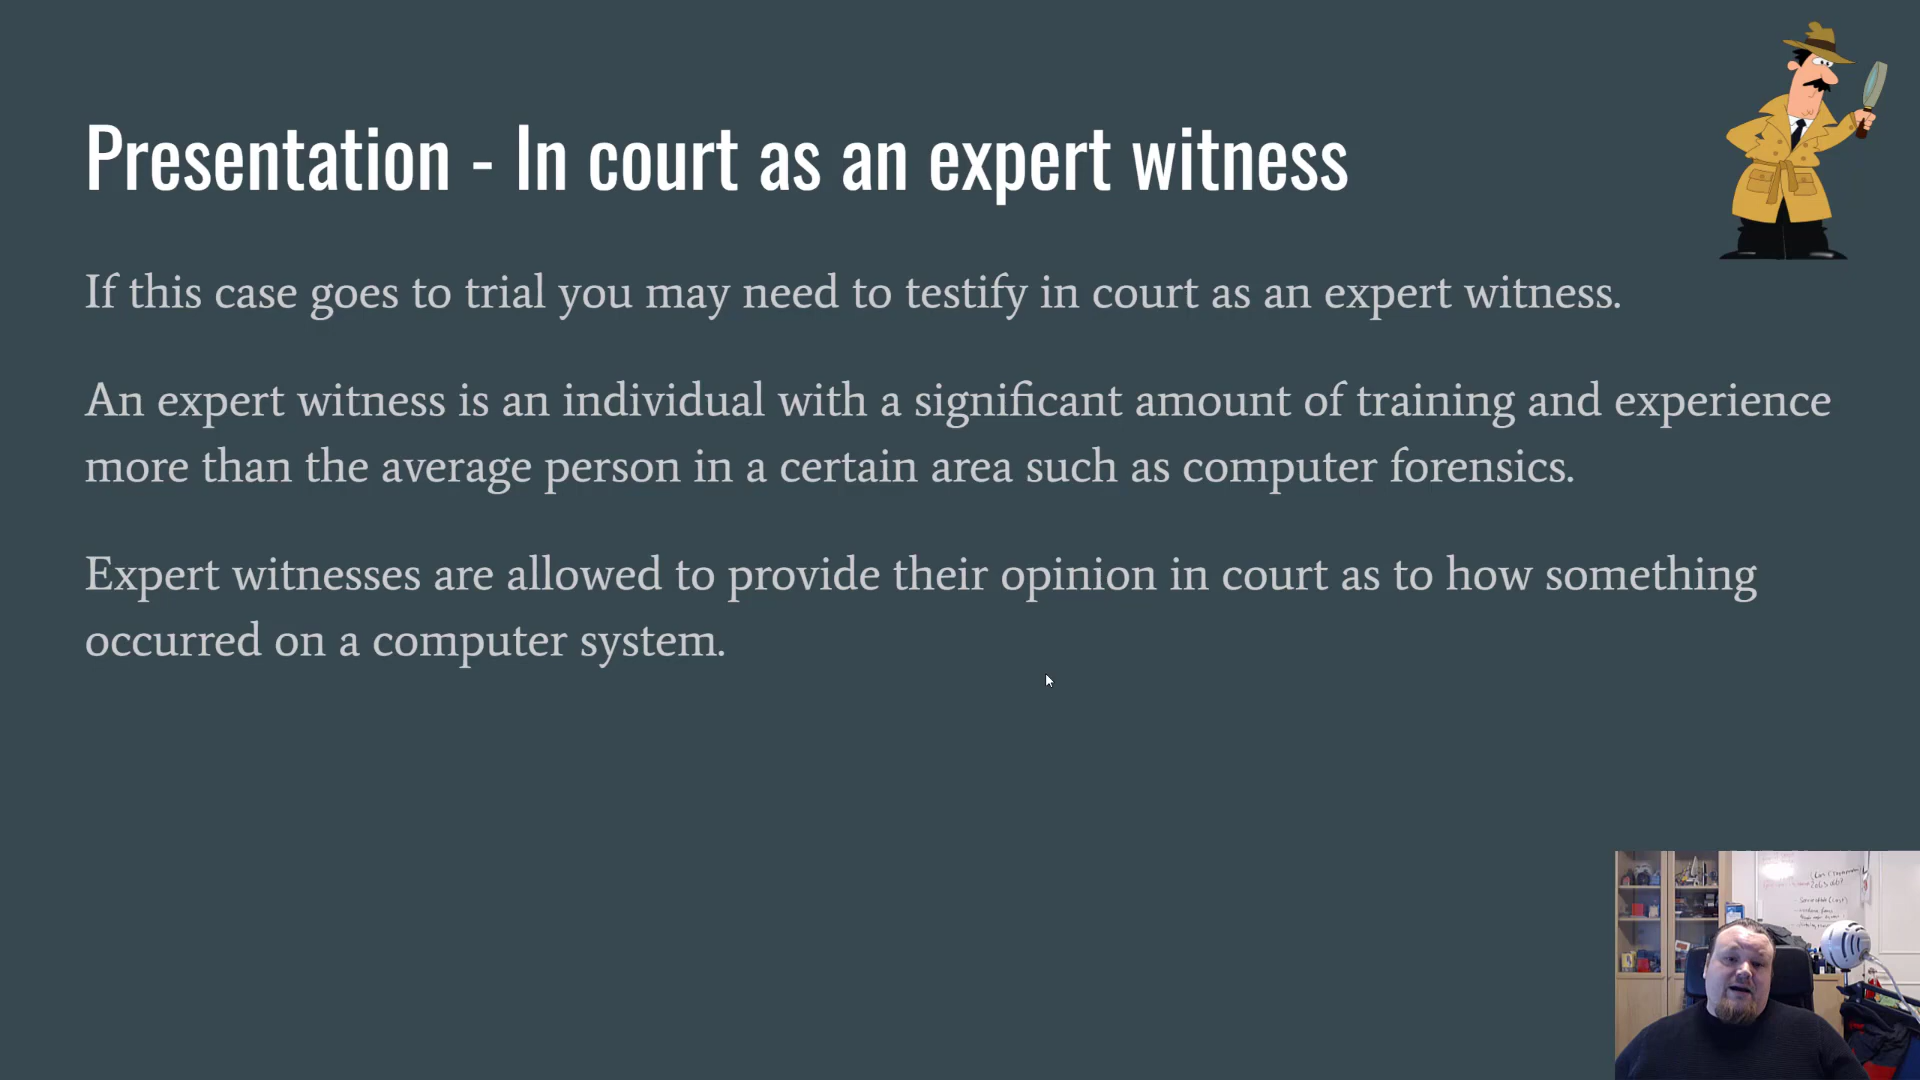 Presentation - In court as an expert witness
If this case goes to trial you may need to testify in court as an expert witness.
An expert witness is an individual with a significant amount of training and experience
more than the average person in a certain area such as computer forensics.
Expert witnesses are allowed to provide their opinion in court as to how something
occurred on a computer system.